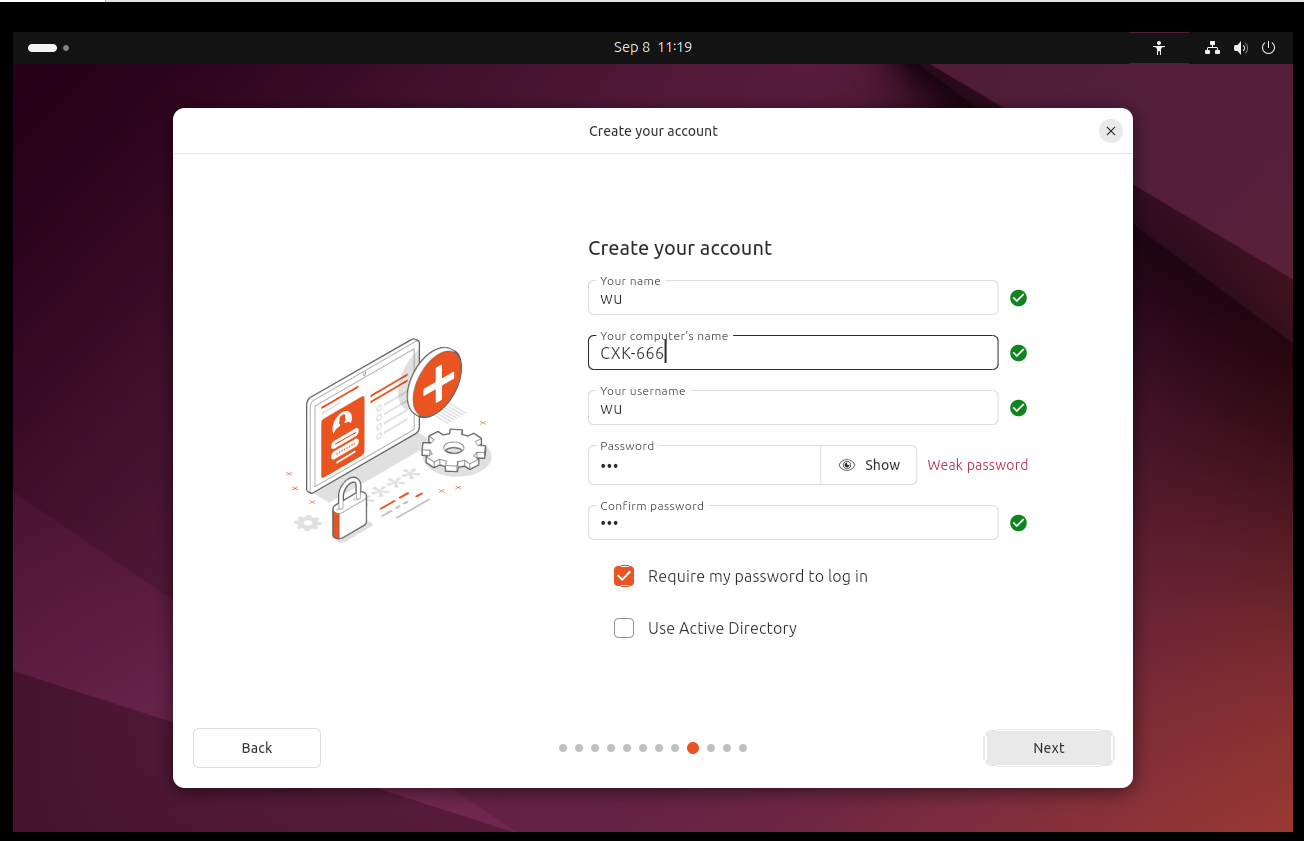 Sep 8 11:19
Create your account
Create your account
Your name
wu
Your computer's name
CXK-666
Your username
wu
Password
••• Show Weak password
Confirm password
•••
Require my password to log in
Use Active Directory
Back Next